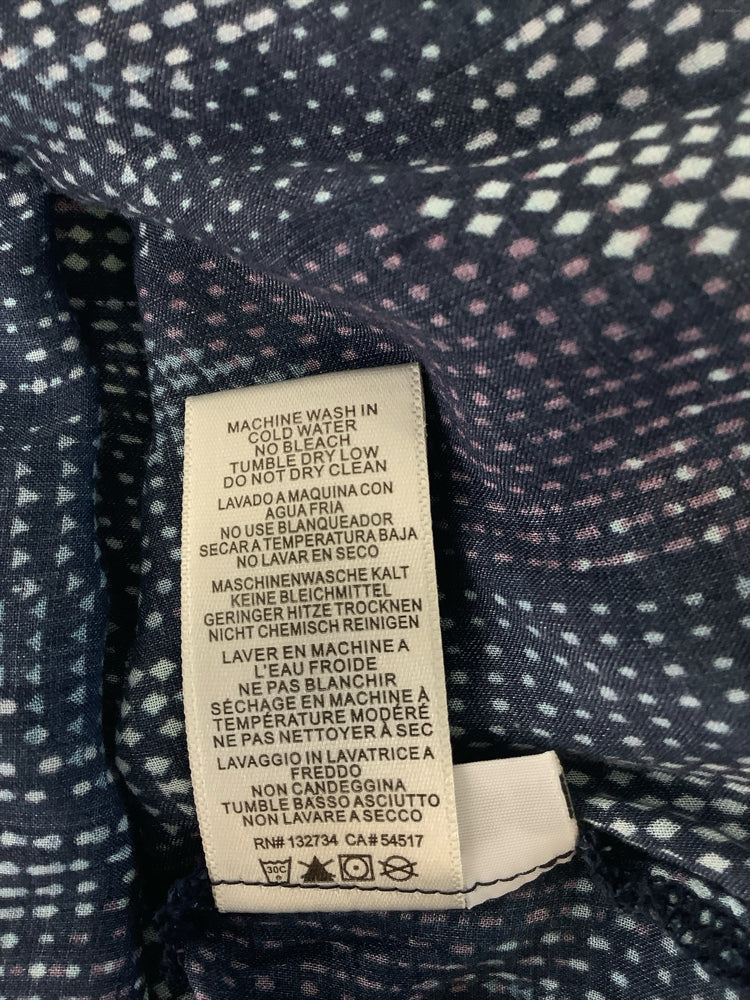 MACHINE WASH IN
COLD WATER
NO BLEACH
TUMBLE DRY LOW
DO NOT DRY CLEAN
LAVADO A MAQUINA CON
AGUA FRIA
NO USE BLANQUEADOR
SECAR A TEMPERATURA BAJA
NO LAVAR EN SECO
MASCHINENWASCHE KALT
KEINE BLEICHMITTEL
GERINGER HITZE TROCKNEN
NICHT CHEMISCH REINIGEN
LAVER EN MACHINE A
L'EAU FROIDE
NE PAS BLANCHIR
SÉCHAGE EN MACHINE À
TEMPÉRATURE MODÉRÉ
NE PAS NETTOYER À SEC
LAVAGGIO IN LAVATRICE A
FREDDO
NON CANDEGGINA
TUMBLE BASSO ASCIUTTO
NON LAVARE A SECCO
RN# 132734 CA# 54517
30C